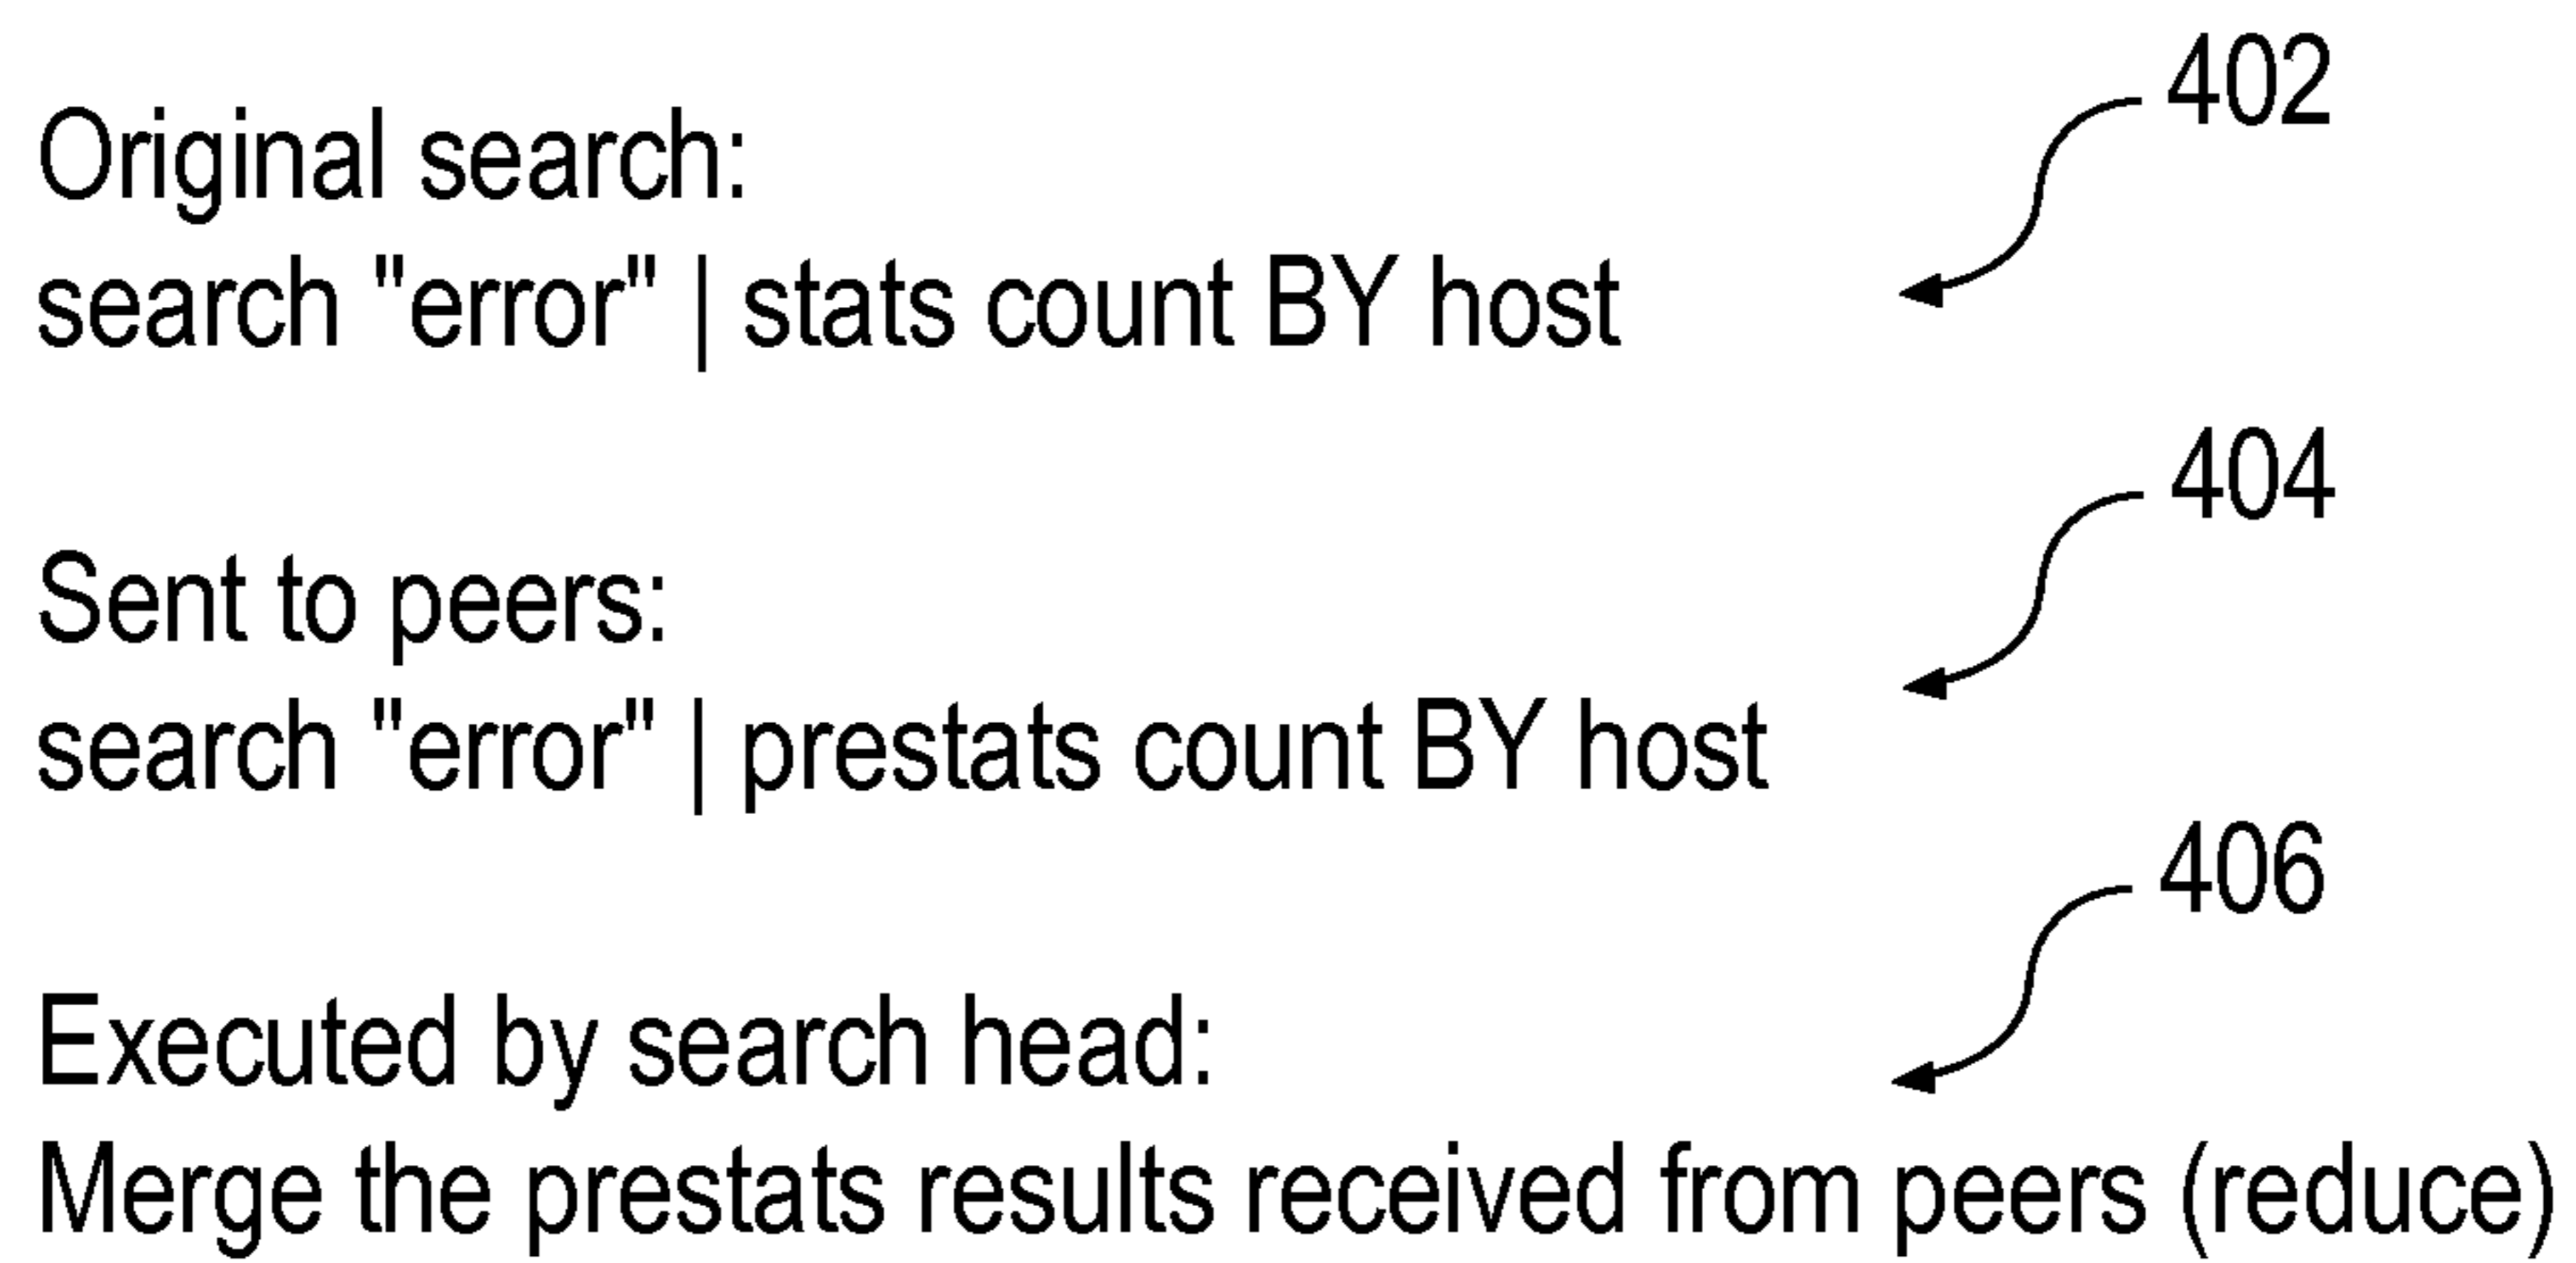 402
Original search:
search "error" | stats count BY host
404
Sent to peers:
search "error" | prestats count BY host
406
Executed by search head:
Merge the prestats results received from peers (reduce)